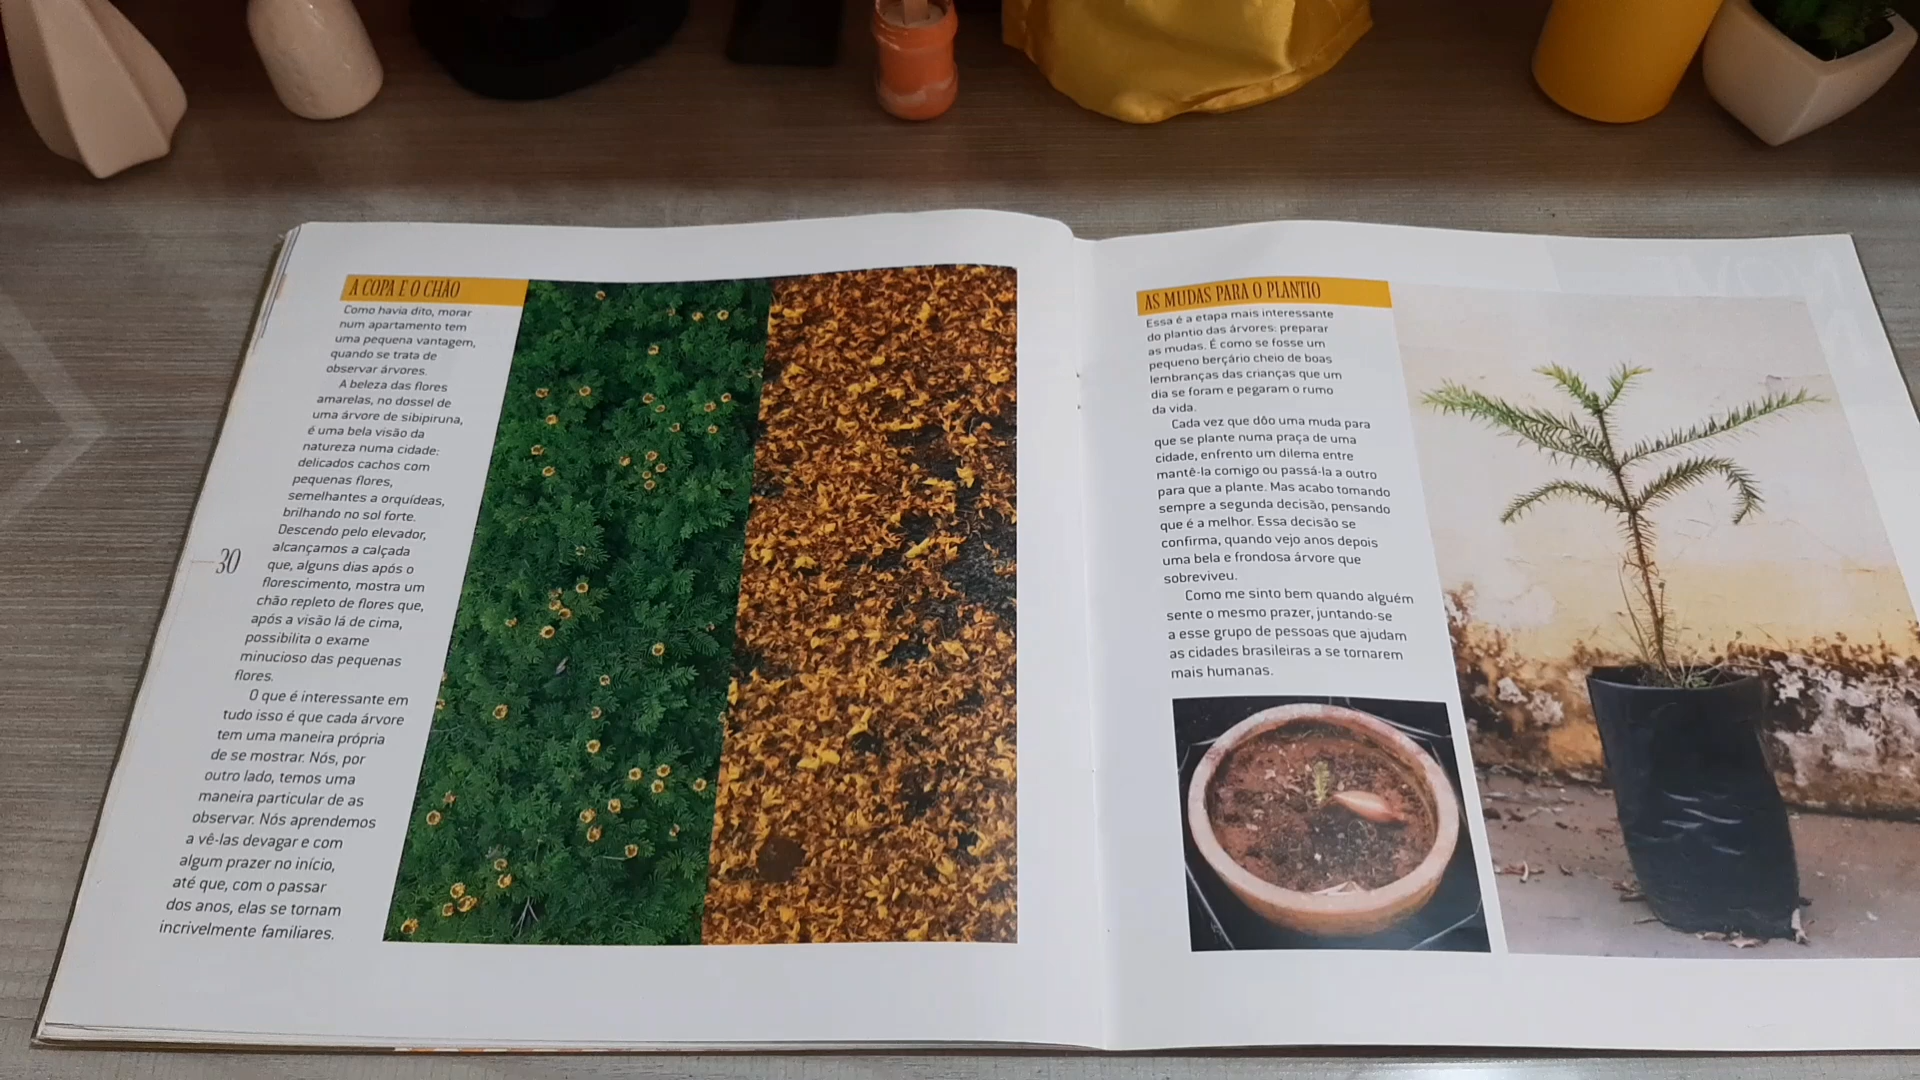 A COPA E O CHÃO
Como havia dito, morar
num apartamento tem
uma pequena vantagem,
quando se trata de
observar árvores.
A beleza das flores
amarelas, no dossel de
uma árvore de sibipiruna,
é uma bela visão da
natureza numa cidade:
delicados cachos com
pequenas flores,
semelhantes a orquídeas,
brilhando no sol forte.
Descendo pelo elevador,
alcançamos a calçada
que, alguns dias após o
florescimento, mostra um
chão repleto de flores que,
após a visão lá de cima,
possibilita o exame
minucioso das pequenas
flores.
O que é interessante em
tudo isso é que cada árvore
tem uma maneira própria
de se mostrar. Nós, por
outro lado, temos uma
maneira particular de as
observar. Nós aprendemos
a vê-las devagar e com
algum prazer no início,
até que, com o passar
dos anos, elas se tornam
incrivelmente familiares.
30
AS MUDAS PARA O PLANTIO
Essa é a etapa mais interessante
do plantio das árvores: preparar
as mudas. É como se fosse um
pequeno berçário cheio de boas
lembranças das crianças que um
dia se foram e pegaram o rumo
da vida.
Cada vez que dôo uma muda para
que se plante numa praça de uma
cidade, enfrento um dilema entre
mantê-la comigo ou passá-la a outro
para que a plante. Mas acabo tomando
sempre a segunda decisão, pensando
que é a melhor. Essa decisão se
confirma, quando vejo anos depois
uma bela e frondosa árvore que
sobreviveu.
Como me sinto bem quando alguém
sente o mesmo prazer, juntando-se
a esse grupo de pessoas que ajudam
as cidades brasileiras a se tornarem
mais humanas.